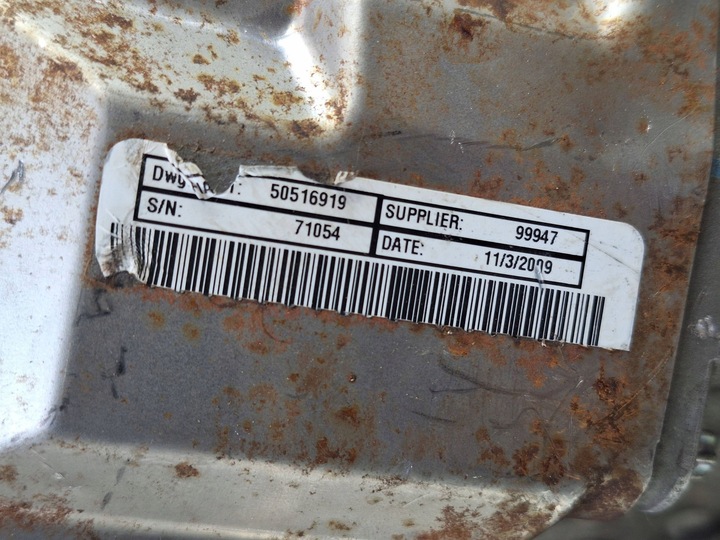 Dwg 50516919 SUPPLIER: 99947
S/N: 71054 DATE: 11/3/2009